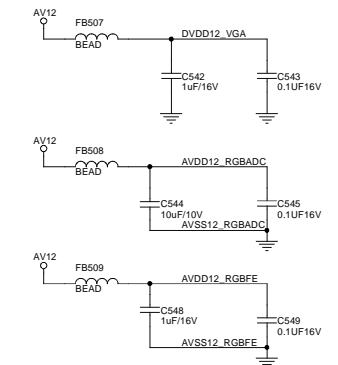 AV12
FB507
BEAD
DVDD12_VGA
C542
1uF/16V
C543
0.1UF16V
AV12
FB508
BEAD
AVDD12_RGBADC
C544
10uF/10V
C545
0.1UF16V
AVSS12_RGBADC
AV12
FB509
BEAD
AVDD12_RGBFE
C548
1uF/16V
C549
0.1UF16V
AVSS12_RGBFE